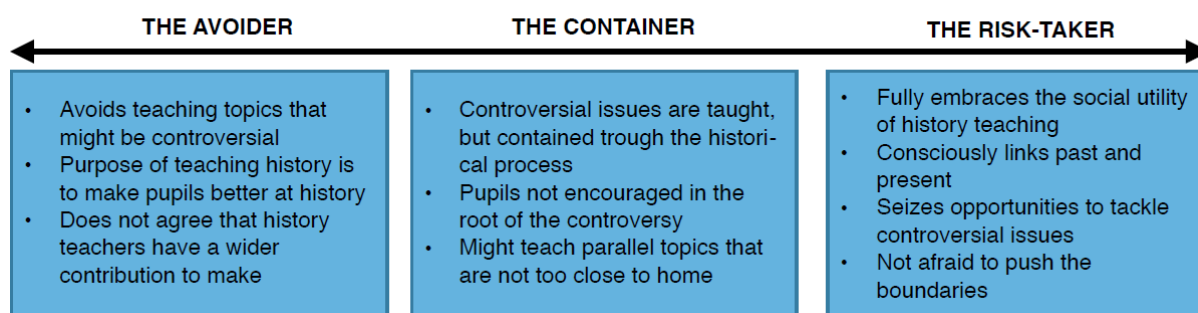 THE AVOIDER
• Avoids teaching topics that
might be controversial
• Purpose of teaching history is
to make pupils better at history
• Does not agree that history
teachers have a wider
contribution to make
THE CONTAINER
• Controversial issues are taught,
but contained trough the histori-
cal process
• Pupils not encouraged in the
root of the controversy
• Might teach parallel topics that
are not too close to home
THE RISK-TAKER
• Fully embraces the social utility
of history teaching
• Consciously links past and
present
• Seizes opportunities to tackle
controversial issues
• Not afraid to push the
boundaries